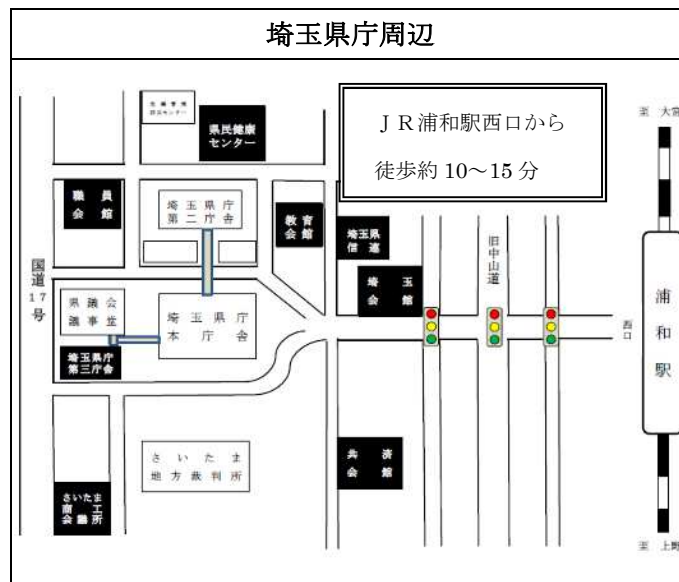 埼玉県庁周辺
ＪＲ浦和駅西口から
徒歩約 10～15 分
至 大宮
県民健康
センター
職員
会館
埼玉県庁
第二庁舎
教育
会館
埼玉県
信連
埼玉
会館
旧中山道
国道17号
県議会
議事堂
埼玉県庁
本庁舎
埼玉県庁
第三庁舎
西口
浦和駅
さいたま
地方裁判所
共済
会館
さいたま
商工
会議所
至 上野